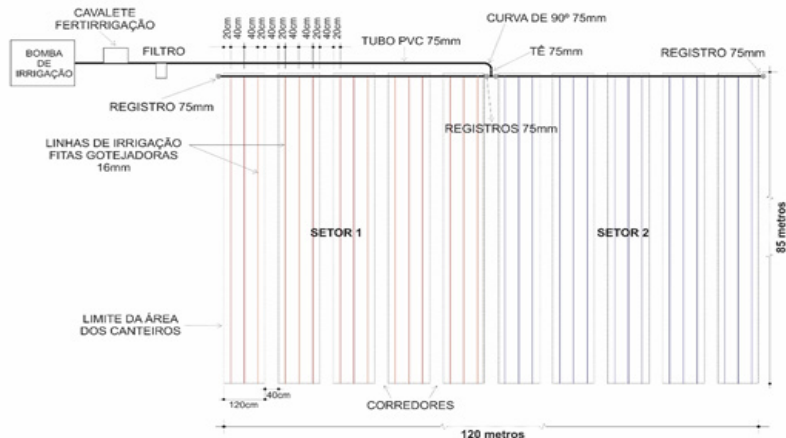 CAVALETE
FERTIRRIGAÇÃO
BOMBA
DE
IRRIGAÇÃO
FILTRO
20cm
40cm
40cm
20cm
40cm
20cm
40cm
40cm
20cm
40cm
20cm
TUBO PVC 75mm
CURVA DE 90º 75mm
TÊ 75mm
REGISTRO 75mm
REGISTRO 75mm
REGISTROS 75mm
LINHAS DE IRRIGAÇÃO
FITAS GOTEJADORAS
16mm
SETOR 1
SETOR 2
85 metros
LIMITE DA ÁREA
DOS CANTEIROS
40cm
120cm
CORREDORES
120 metros